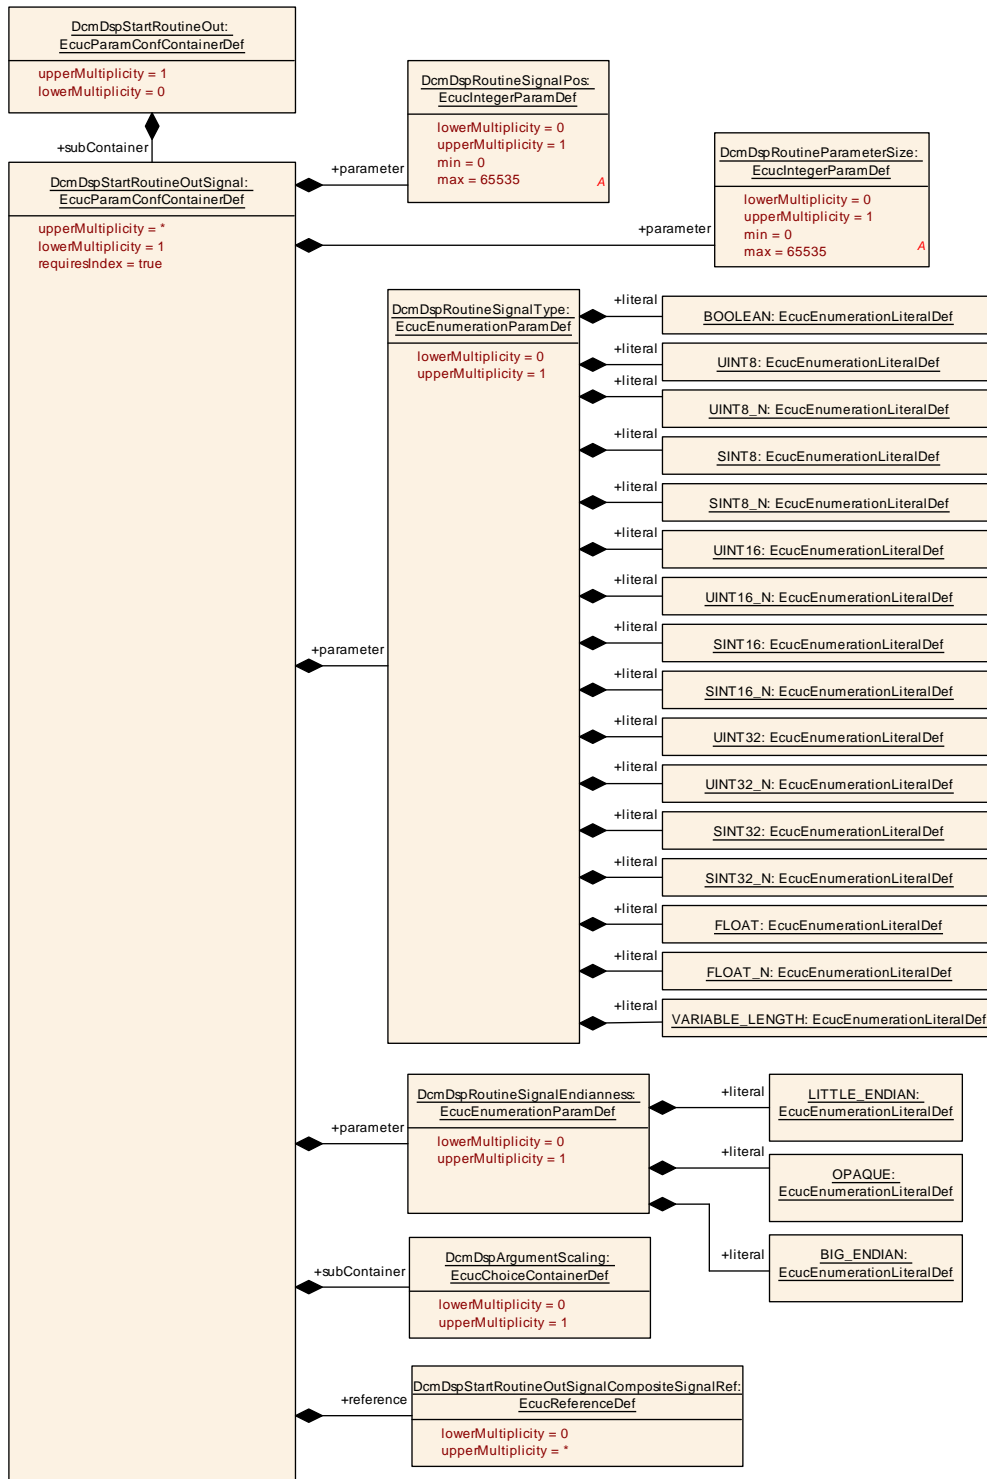 DcmDspStartRoutineOut:
EcucParamConfContainerDef
upperMultiplicity = 1
lowerMultiplicity = 0
+subContainer
DcmDspStartRoutineOutSignal:
EcucParamConfContainerDef
upperMultiplicity = *
lowerMultiplicity = 1
requiresIndex = true
+parameter
DcmDspRoutineSignalPos:
EcucIntegerParamDef
lowerMultiplicity = 0
upperMultiplicity = 1
min = 0
max = 65535
A
+parameter
DcmDspRoutineParameterSize:
EcucIntegerParamDef
lowerMultiplicity = 0
upperMultiplicity = 1
min = 0
max = 65535
A
+parameter
DcmDspRoutineSignalType:
EcucEnumerationParamDef
lowerMultiplicity = 0
upperMultiplicity = 1
+literal
BOOLEAN: EcucEnumerationLiteralDef
+literal
UINT8: EcucEnumerationLiteralDef
+literal
UINT8_N: EcucEnumerationLiteralDef
+literal
SINT8: EcucEnumerationLiteralDef
+literal
SINT8_N: EcucEnumerationLiteralDef
+literal
UINT16: EcucEnumerationLiteralDef
+literal
UINT16_N: EcucEnumerationLiteralDef
+literal
SINT16: EcucEnumerationLiteralDef
+literal
SINT16_N: EcucEnumerationLiteralDef
+literal
UINT32: EcucEnumerationLiteralDef
+literal
UINT32_N: EcucEnumerationLiteralDef
+literal
SINT32: EcucEnumerationLiteralDef
+literal
SINT32_N: EcucEnumerationLiteralDef
+literal
FLOAT: EcucEnumerationLiteralDef
+literal
FLOAT_N: EcucEnumerationLiteralDef
+literal
VARIABLE_LENGTH: EcucEnumerationLiteralDef
+parameter
DcmDspRoutineSignalEndianness:
EcucEnumerationParamDef
lowerMultiplicity = 0
upperMultiplicity = 1
+literal
LITTLE_ENDIAN:
EcucEnumerationLiteralDef
+literal
OPAQUE:
EcucEnumerationLiteralDef
+literal
BIG_ENDIAN:
EcucEnumerationLiteralDef
+subContainer
DcmDspArgumentScaling:
EcucChoiceContainerDef
lowerMultiplicity = 0
upperMultiplicity = 1
+reference
DcmDspStartRoutineOutSignalCompositeSignalRef:
EcucReferenceDef
lowerMultiplicity = 0
upperMultiplicity = *